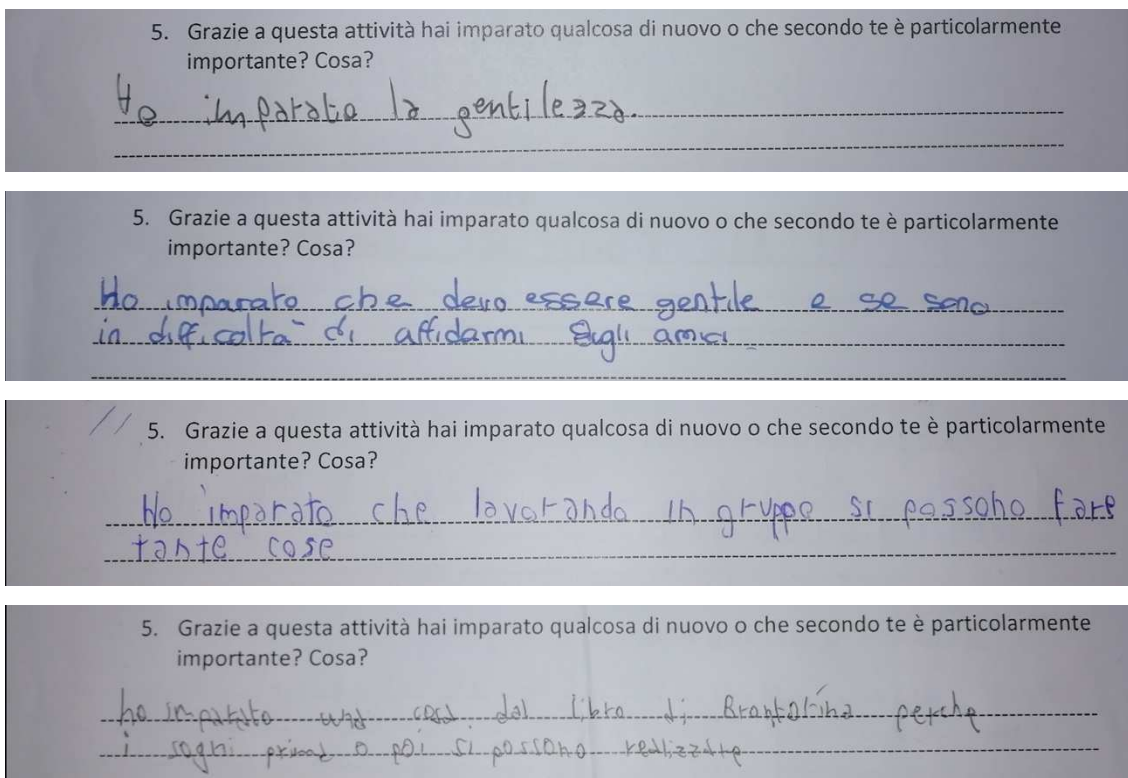 5. Grazie a questa attività hai imparato qualcosa di nuovo o che secondo te è particolarmente
importante? Cosa?
Ho imparato la gentilezza.
5. Grazie a questa attività hai imparato qualcosa di nuovo o che secondo te è particolarmente
importante? Cosa?
Ho imparato che devo essere gentile e se sono
in difficoltà di affidarmi agli amici
5. Grazie a questa attività hai imparato qualcosa di nuovo o che secondo te è particolarmente
importante? Cosa?
Ho imparato che lavorando in gruppo si possono fare
tante cose
5. Grazie a questa attività hai imparato qualcosa di nuovo o che secondo te è particolarmente
importante? Cosa?
ho imparato una cosa dal libro di Brontolina perche
i sogni prima o poi si possono realizzare